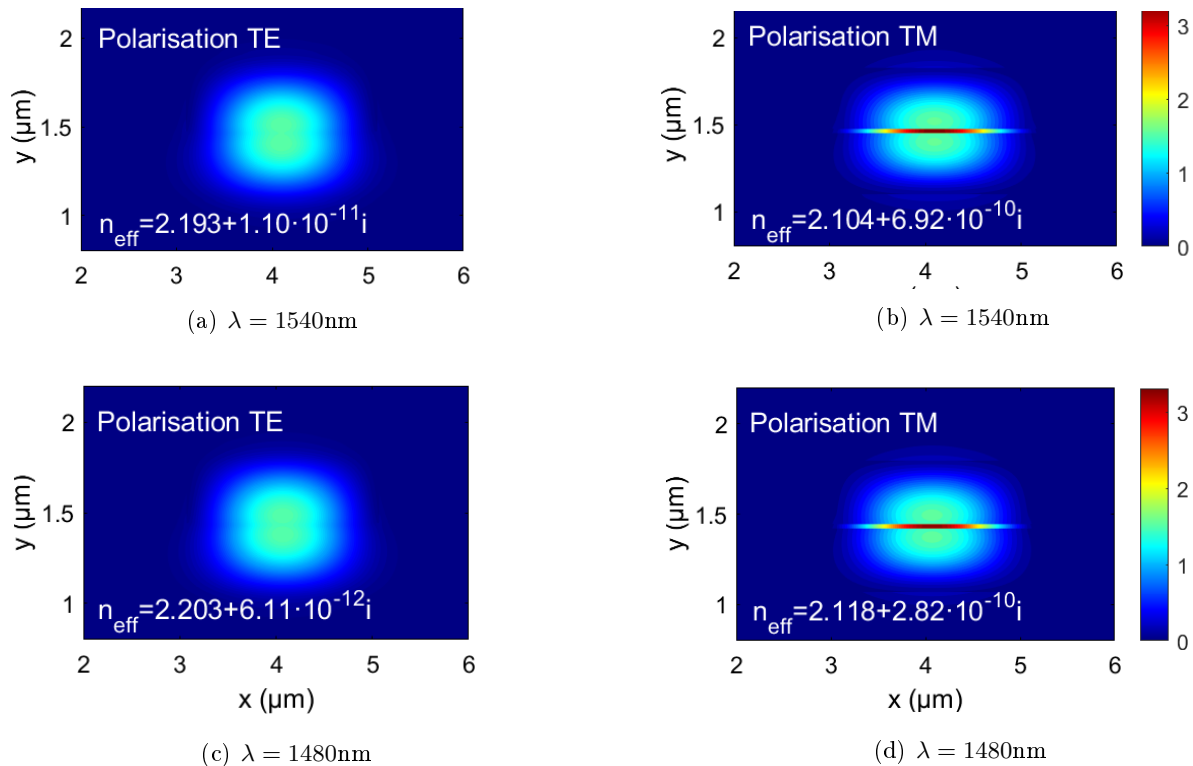 Polarisation TE
y (µm)
2
1.5
1
n_eff=2.193+1.10·10^-11i
2 3 4 5 6
(a) λ = 1540nm
Polarisation TM
y (µm)
2
1.5
1
n_eff=2.104+6.92·10^-10i
2 3 4 5 6
3
2
1
0
(b) λ = 1540nm
Polarisation TE
y (µm)
2
1.5
1
n_eff=2.203+6.11·10^-12i
2 3 4 5 6
x (µm)
(c) λ = 1480nm
Polarisation TM
y (µm)
2
1.5
1
n_eff=2.118+2.82·10^-10i
2 3 4 5 6
x (µm)
3
2
1
0
(d) λ = 1480nm